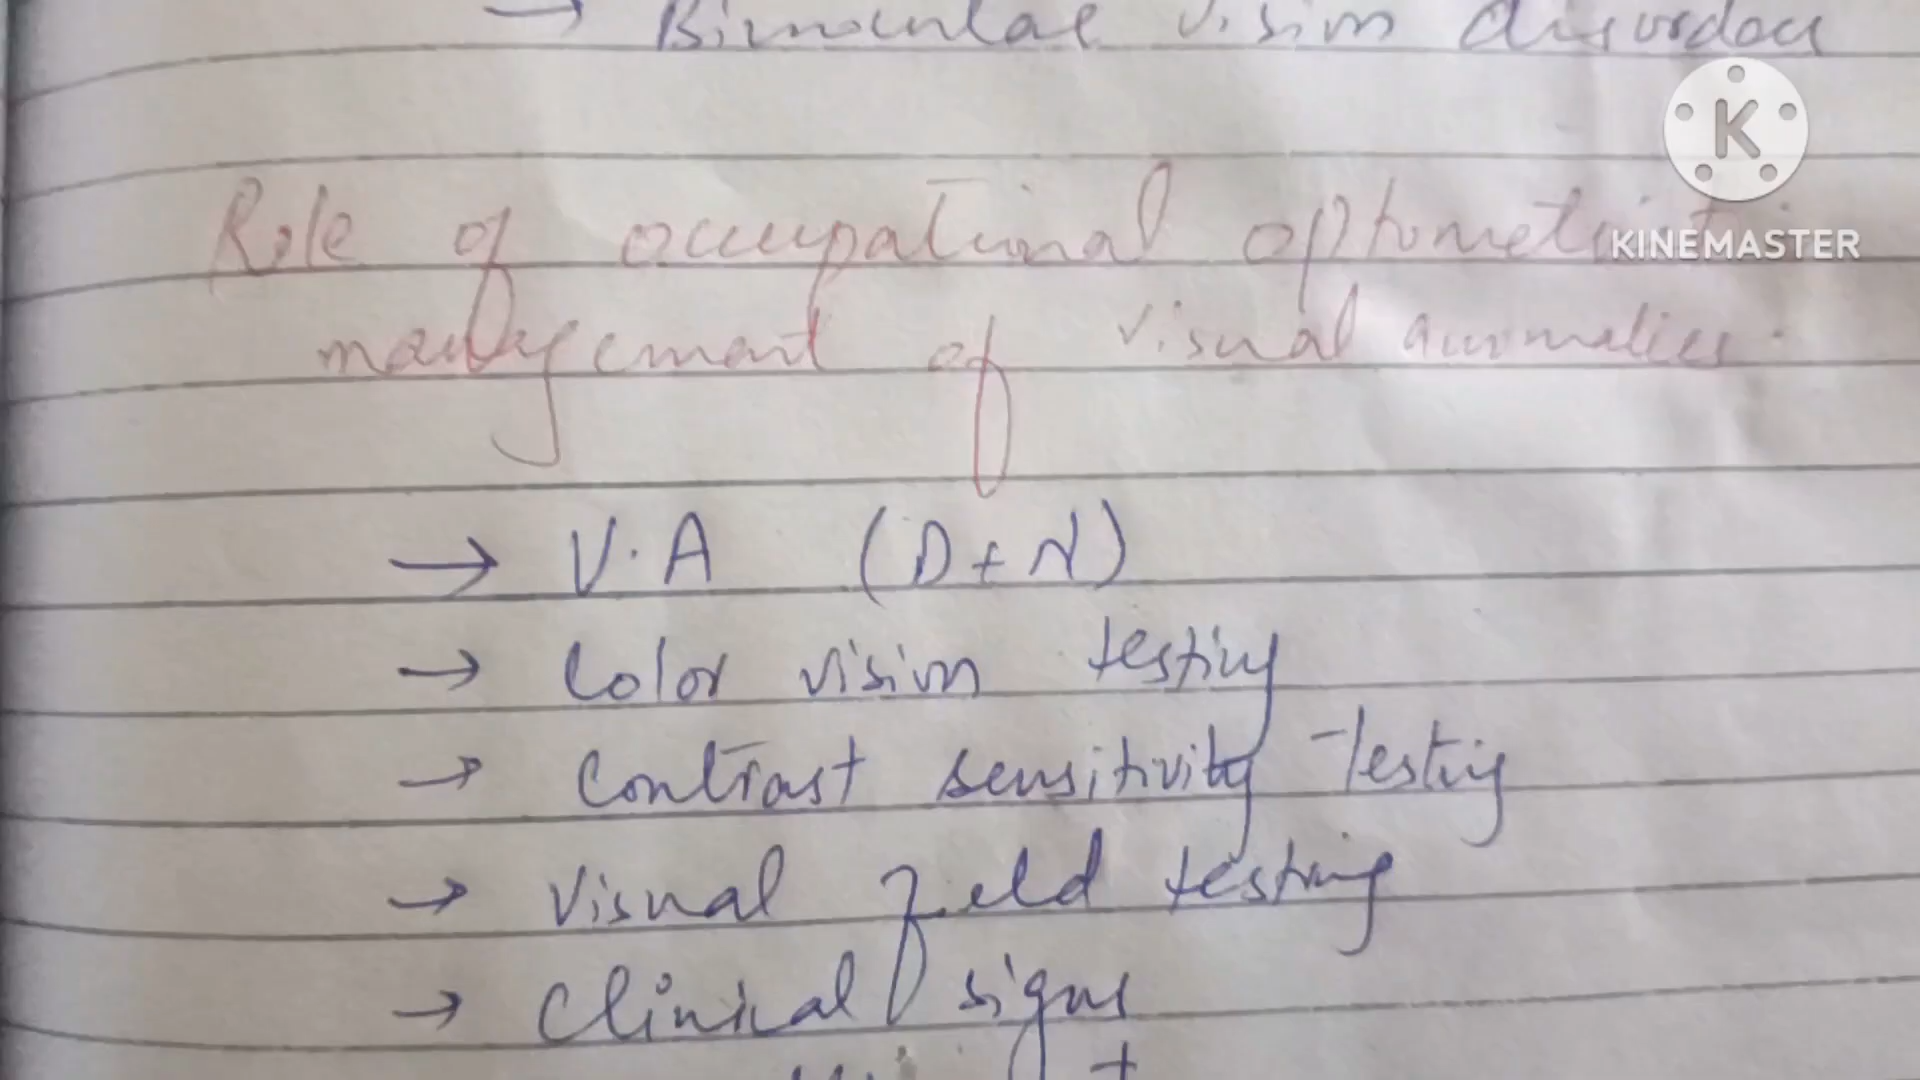 → Binocular vision disorders
K
KINEMASTER
Role of occupational optometrist
management of visual anomalies.
→ V.A (D+N)
→ Color vision testing
→ Contrast sensitivity testing
→ Visual field testing
→ Clinical signs